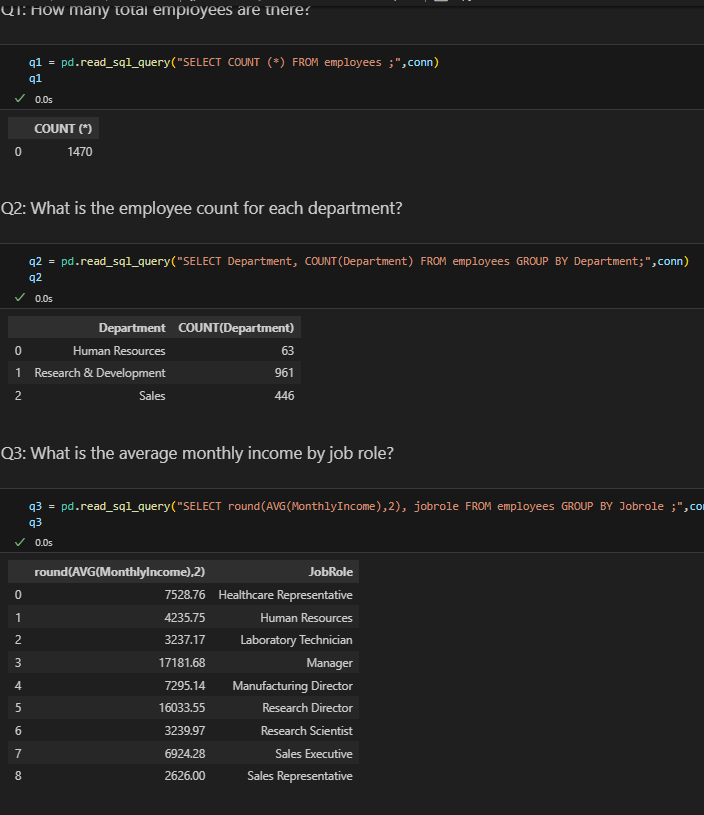 Q1: How many total employees are there?
q1 = pd.read_sql_query("SELECT COUNT (*) FROM employees ;",conn)
q1
0.0s
COUNT (*)
0 1470
Q2: What is the employee count for each department?
q2 = pd.read_sql_query("SELECT Department, COUNT(Department) FROM employees GROUP BY Department;",conn)
q2
0.0s
Department COUNT(Department)
0 Human Resources 63
1 Research & Development 961
2 Sales 446
Q3: What is the average monthly income by job role?
q3 = pd.read_sql_query("SELECT round(AVG(MonthlyIncome),2), jobrole FROM employees GROUP BY Jobrole ;",co
q3
0.0s
round(AVG(MonthlyIncome),2) JobRole
0 7528.76 Healthcare Representative
1 4235.75 Human Resources
2 3237.17 Laboratory Technician
3 17181.68 Manager
4 7295.14 Manufacturing Director
5 16033.55 Research Director
6 3239.97 Research Scientist
7 6924.28 Sales Executive
8 2626.00 Sales Representative